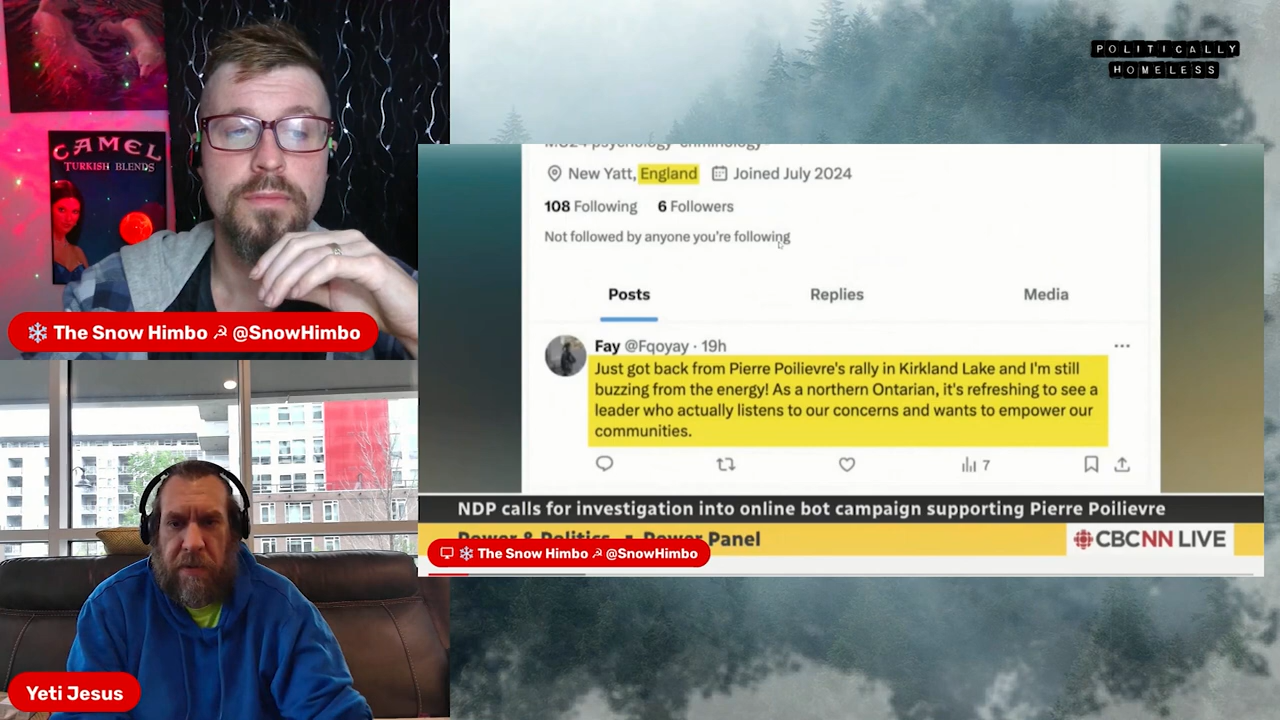 POLITICALLY
HOMELESS
CAMEL
TURKISH BLENDS
❄ The Snow Himbo ☭ @SnowHimbo
Yeti Jesus
New Yatt, England Joined July 2024
108 Following 6 Followers
Not followed by anyone you're following
Posts Replies Media
Fay @Fqoyay · 19h
Just got back from Pierre Poilievre's rally in Kirkland Lake and I'm still
buzzing from the energy! As a northern Ontarian, it's refreshing to see a
leader who actually listens to our concerns and wants to empower our
communities.
7
NDP calls for investigation into online bot campaign supporting Pierre Poilievre
Power & Politics Power Panel
CBCNN LIVE
❄ The Snow Himbo ☭ @SnowHimbo